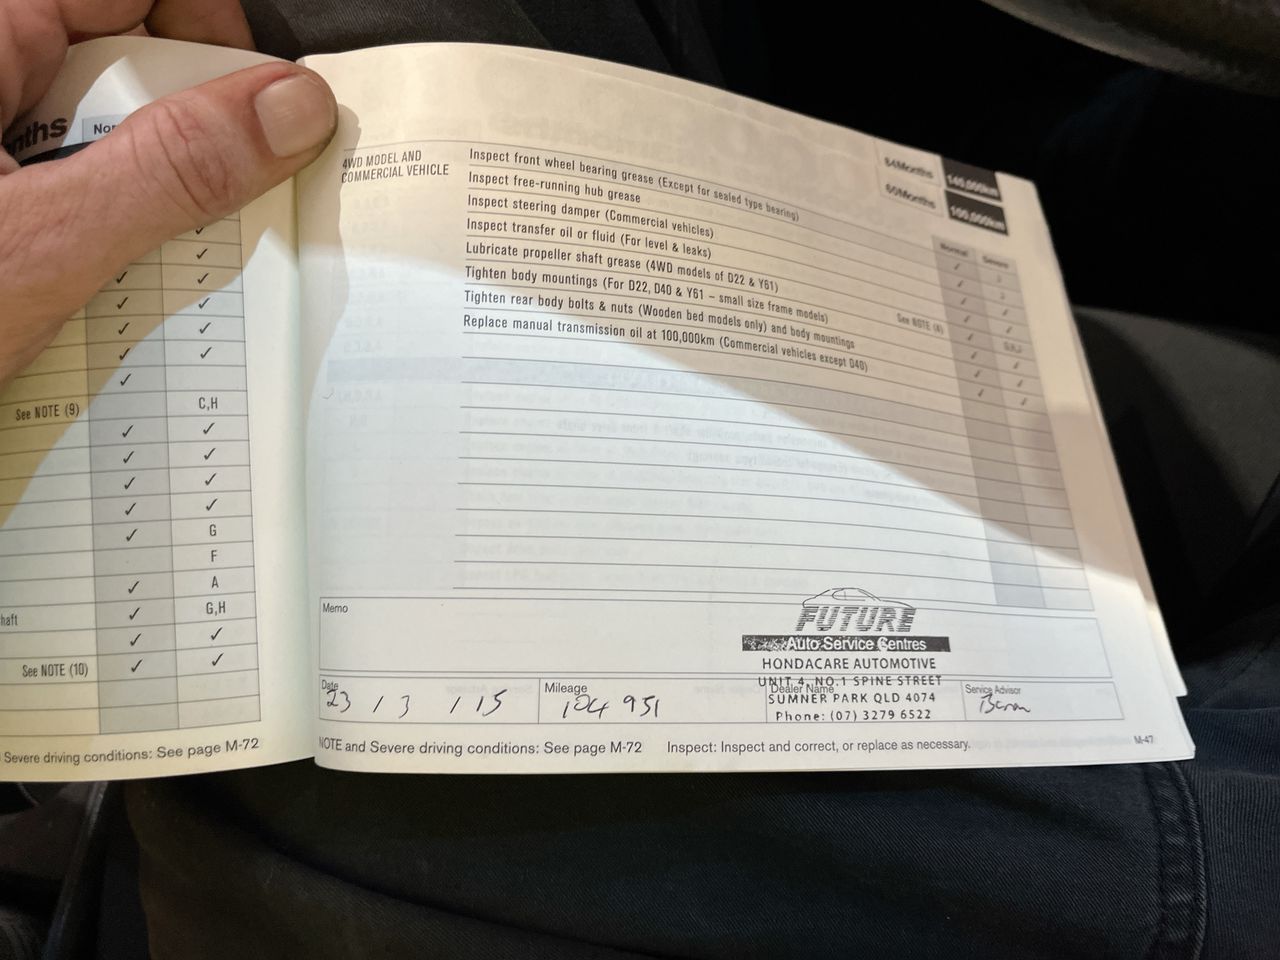 nths
Nor
See NOTE (9)
C,H
G
F
A
haft
G,H
See NOTE (10)
Severe driving conditions: See page M-72
4WD MODEL AND
COMMERCIAL VEHICLE
84Months
140,000km
60Months
100,000km
Normal
Severe
Inspect front wheel bearing grease (Except for sealed type bearing)
Inspect free-running hub grease
Inspect steering damper (Commercial vehicles)
Inspect transfer oil or fluid (For level & leaks)
Lubricate propeller shaft grease (4WD models of D22 & Y61)
See NOTE (4)
Tighten body mountings (For D22, D40 & Y61 – small size frame models)
Tighten rear body bolts & nuts (Wooden bed models only) and body mountings
Replace manual transmission oil at 100,000km (Commercial vehicles except D40)
Memo
FUTURE
Auto Service Centres
HONDACARE AUTOMOTIVE
UNIT 4, NO.1 SPINE STREET
SUMNER PARK QLD 4074
Phone: (07) 3279 6522
Date
23 / 3 / 15
Mileage
104 951
Dealer Name
Service Advisor
NOTE and Severe driving conditions: See page M-72
Inspect: Inspect and correct, or replace as necessary.
M-47